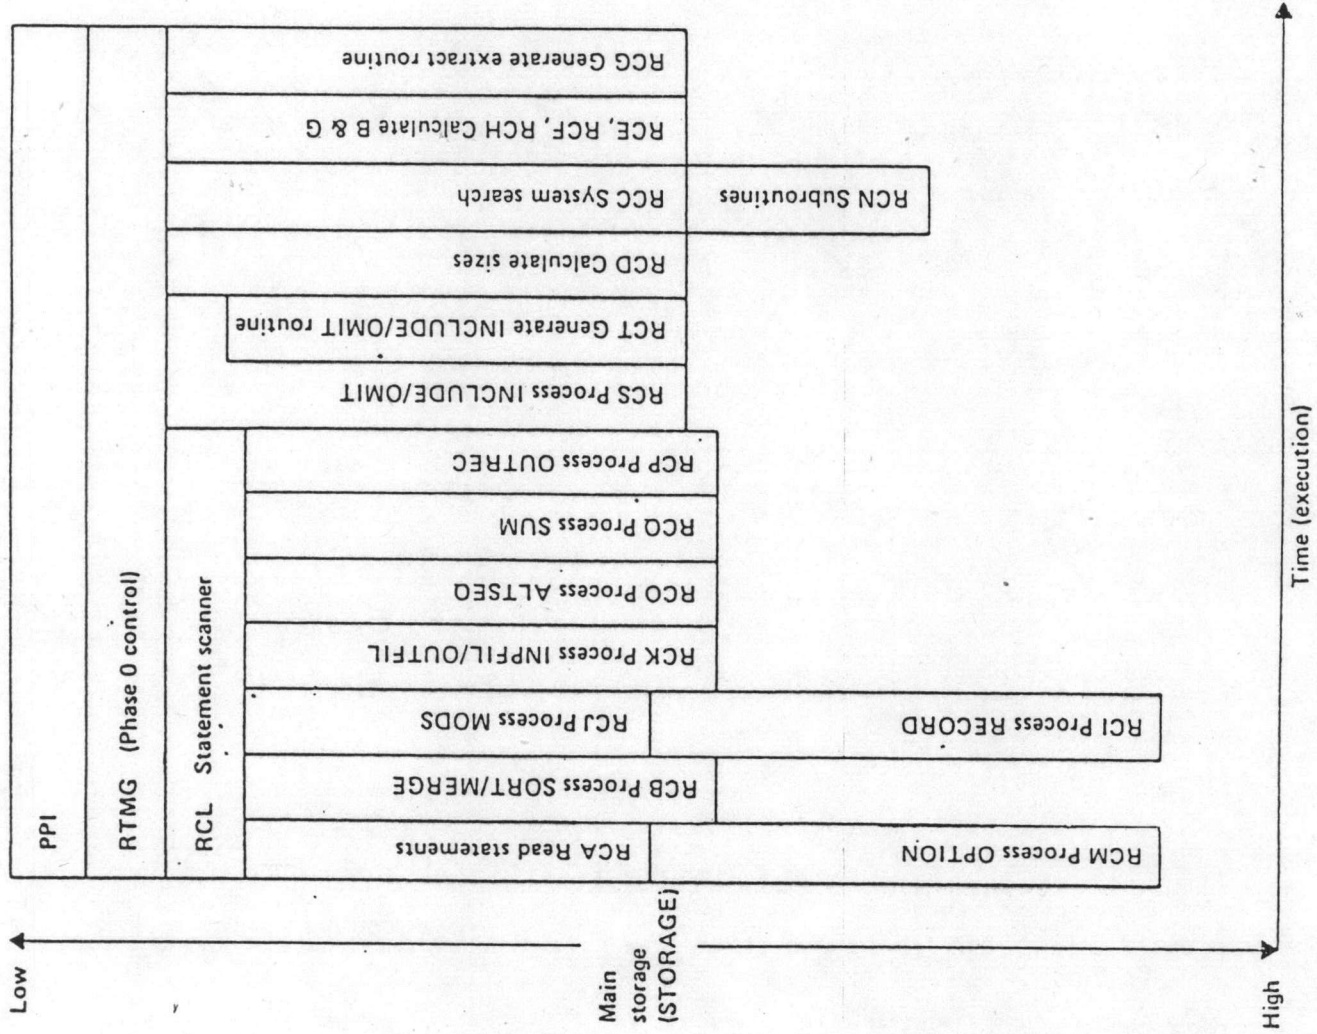 Low
PPI
RTMG (Phase 0 control)
RCL Statement scanner
RCA Read statements
RCB Process SORT/MERGE
RCJ Process MODS
RCK Process INPFIL/OUTFIL
RCO Process ALTSEQ
RCQ Process SUM
RCP Process OUTREC
RCS Process INCLUDE/OMIT
RCT Generate INCLUDE/OMIT routine
RCD Calculate sizes
RCC System search
RCE, RCF, RCH Calculate B & G
RCG Generate extract routine
Main
storage
(STORAGE)
RCM Process OPTION
RCI Process RECORD
RCN Subroutines
High
Time (execution)